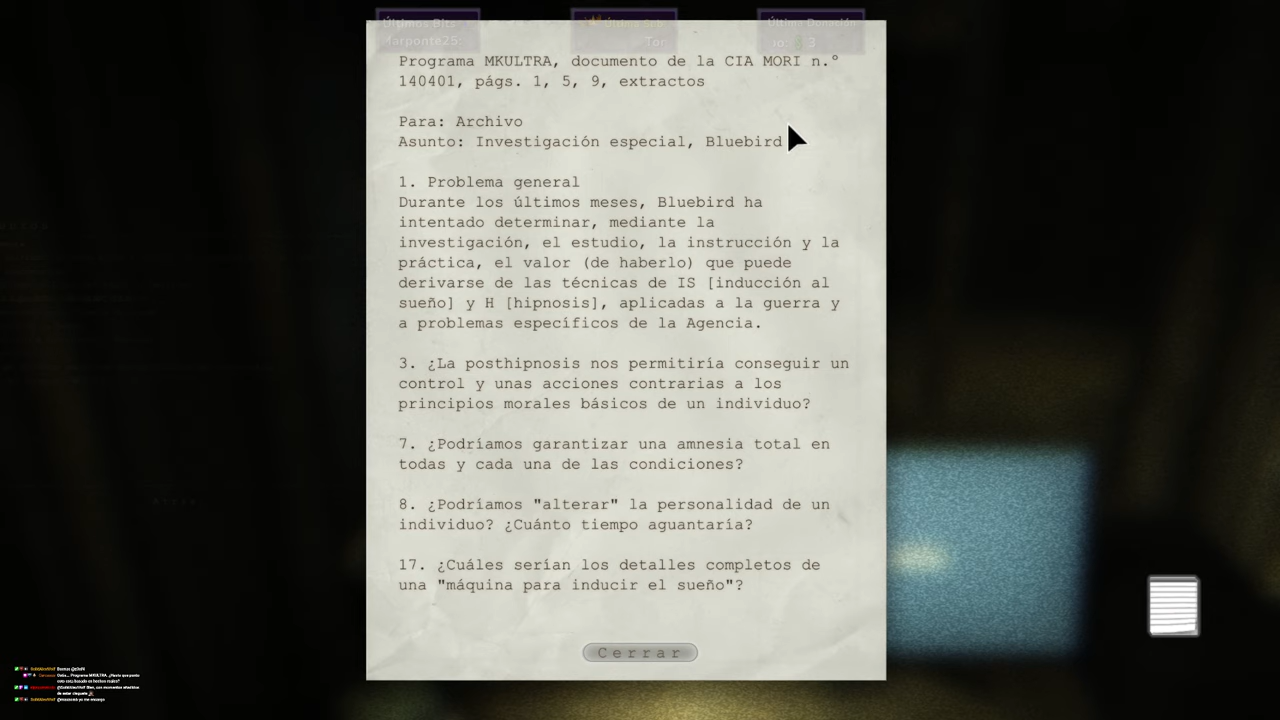 Programa MKULTRA, documento de la CIA MORI n.º
140401, págs. 1, 5, 9, extractos
Para: Archivo
Asunto: Investigación especial, Bluebird
1. Problema general
Durante los últimos meses, Bluebird ha
intentado determinar, mediante la
investigación, el estudio, la instrucción y la
práctica, el valor (de haberlo) que puede
derivarse de las técnicas de IS [inducción al
sueño] y H [hipnosis], aplicadas a la guerra y
a problemas específicos de la Agencia.
3. ¿La posthipnosis nos permitiría conseguir un
control y unas acciones contrarias a los
principios morales básicos de un individuo?
7. ¿Podríamos garantizar una amnesia total en
todas y cada una de las condiciones?
8. ¿Podríamos "alterar" la personalidad de un
individuo? ¿Cuánto tiempo aguantaría?
17. ¿Cuáles serían los detalles completos de
una "máquina para inducir el sueño"?
Cerrar